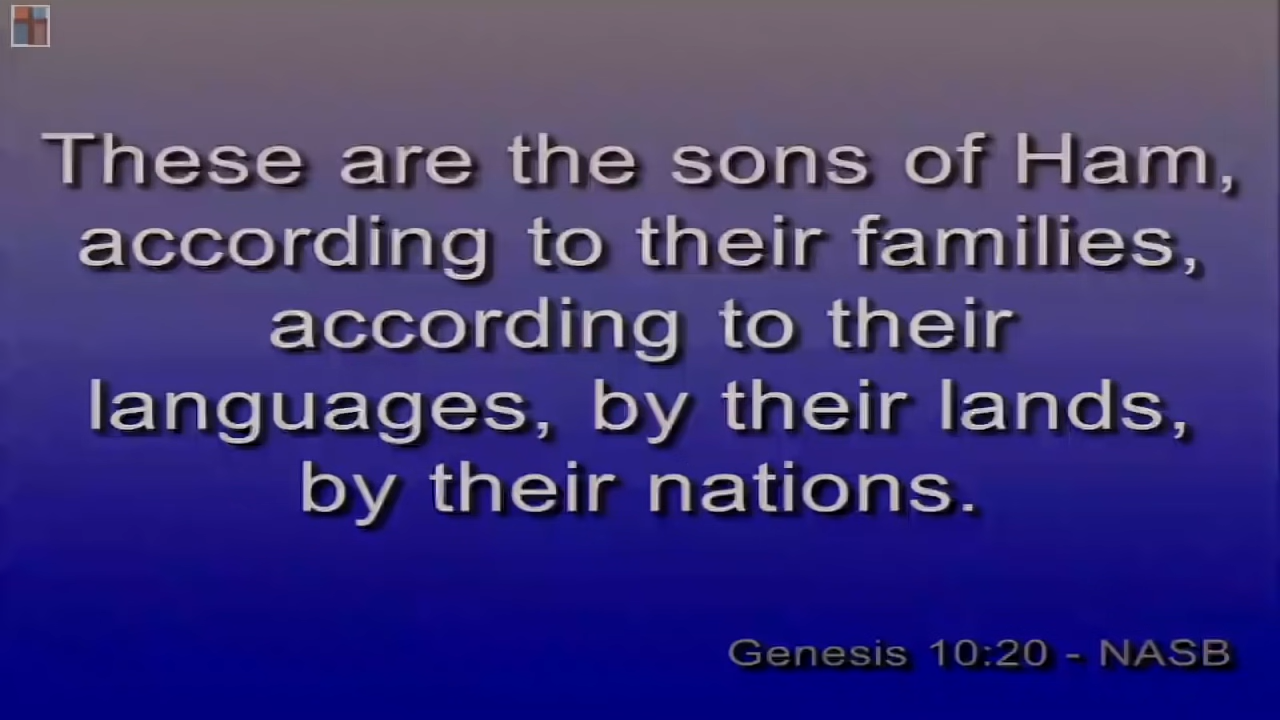 These are the sons of Ham,
according to their families,
according to their
languages, by their lands,
by their nations.
Genesis 10:20 - NASB